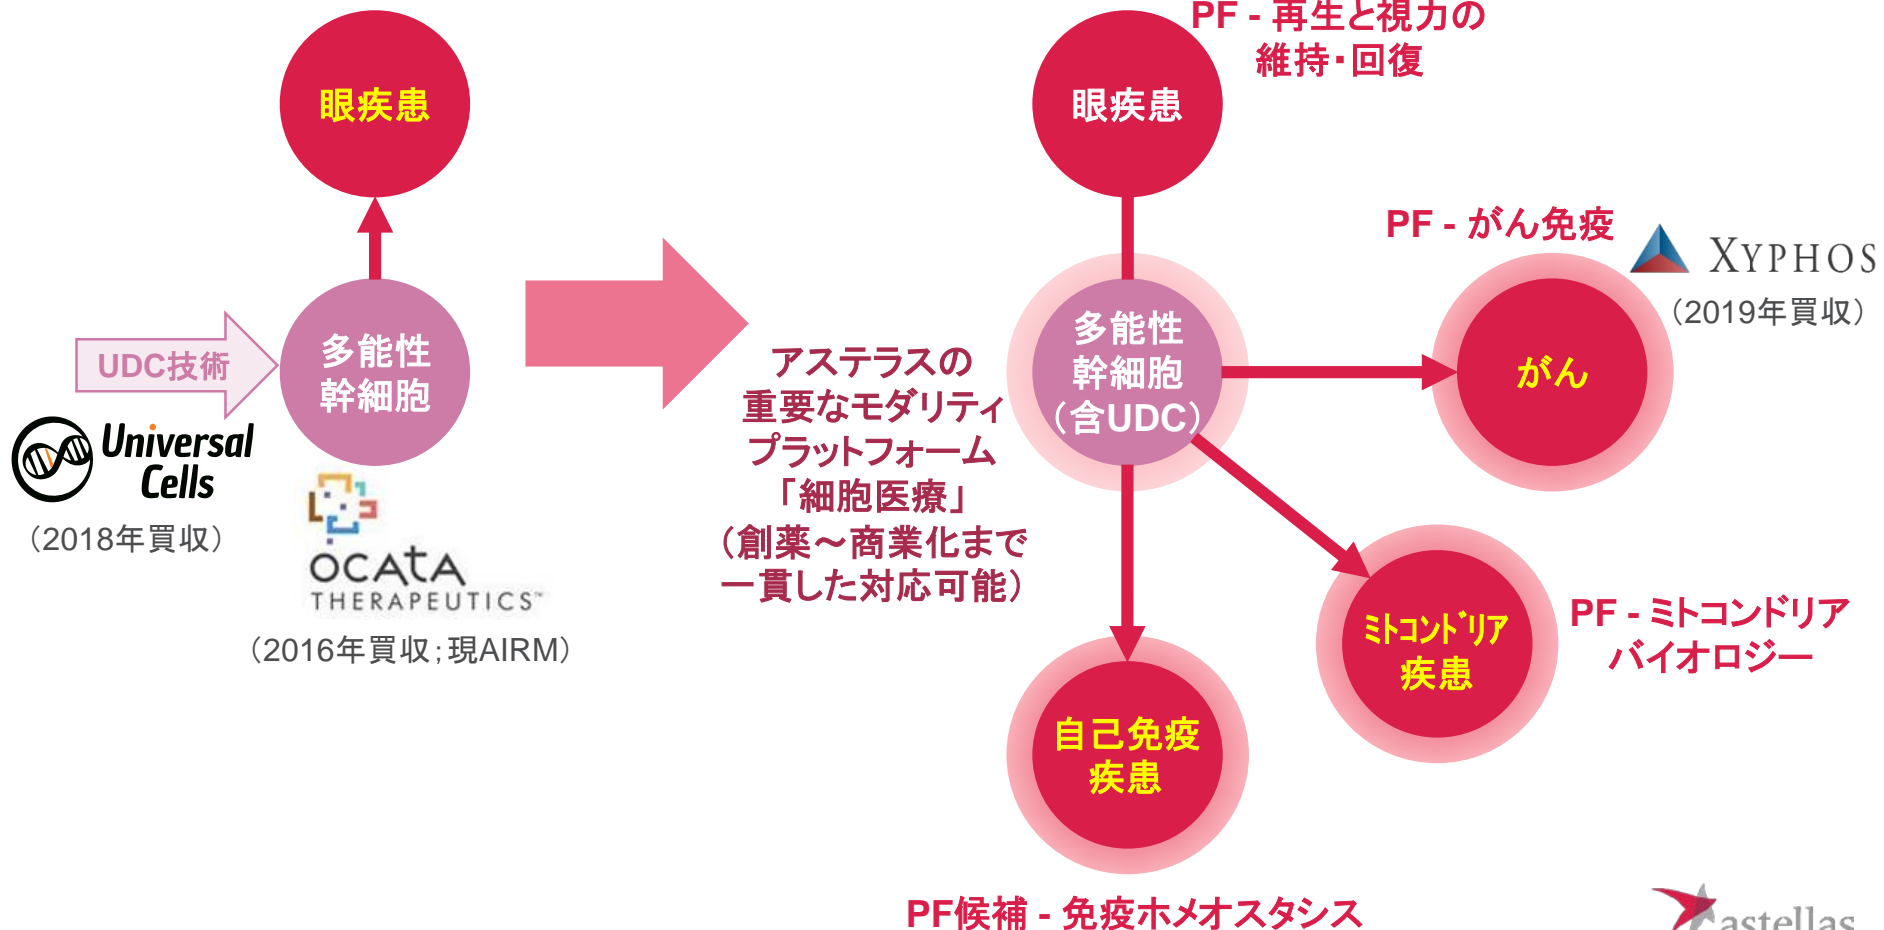 眼疾患
UDC技術
多能性
幹細胞
Universal
Cells
（2018年買収）
OCATA
THERAPEUTICS™
（2016年買収；現AIRM）
アステラスの
重要なモダリティ
プラットフォーム
「細胞医療」
（創薬～商業化まで
一貫した対応可能）
PF - 再生と視力の
維持・回復
眼疾患
多能性
幹細胞
（含UDC）
PF - がん免疫
XYPHOS
（2019年買収）
がん
ミトコンドリア
疾患
PF - ミトコンドリア
バイオロジー
自己免疫
疾患
PF候補 - 免疫ホメオスタシス
astellas